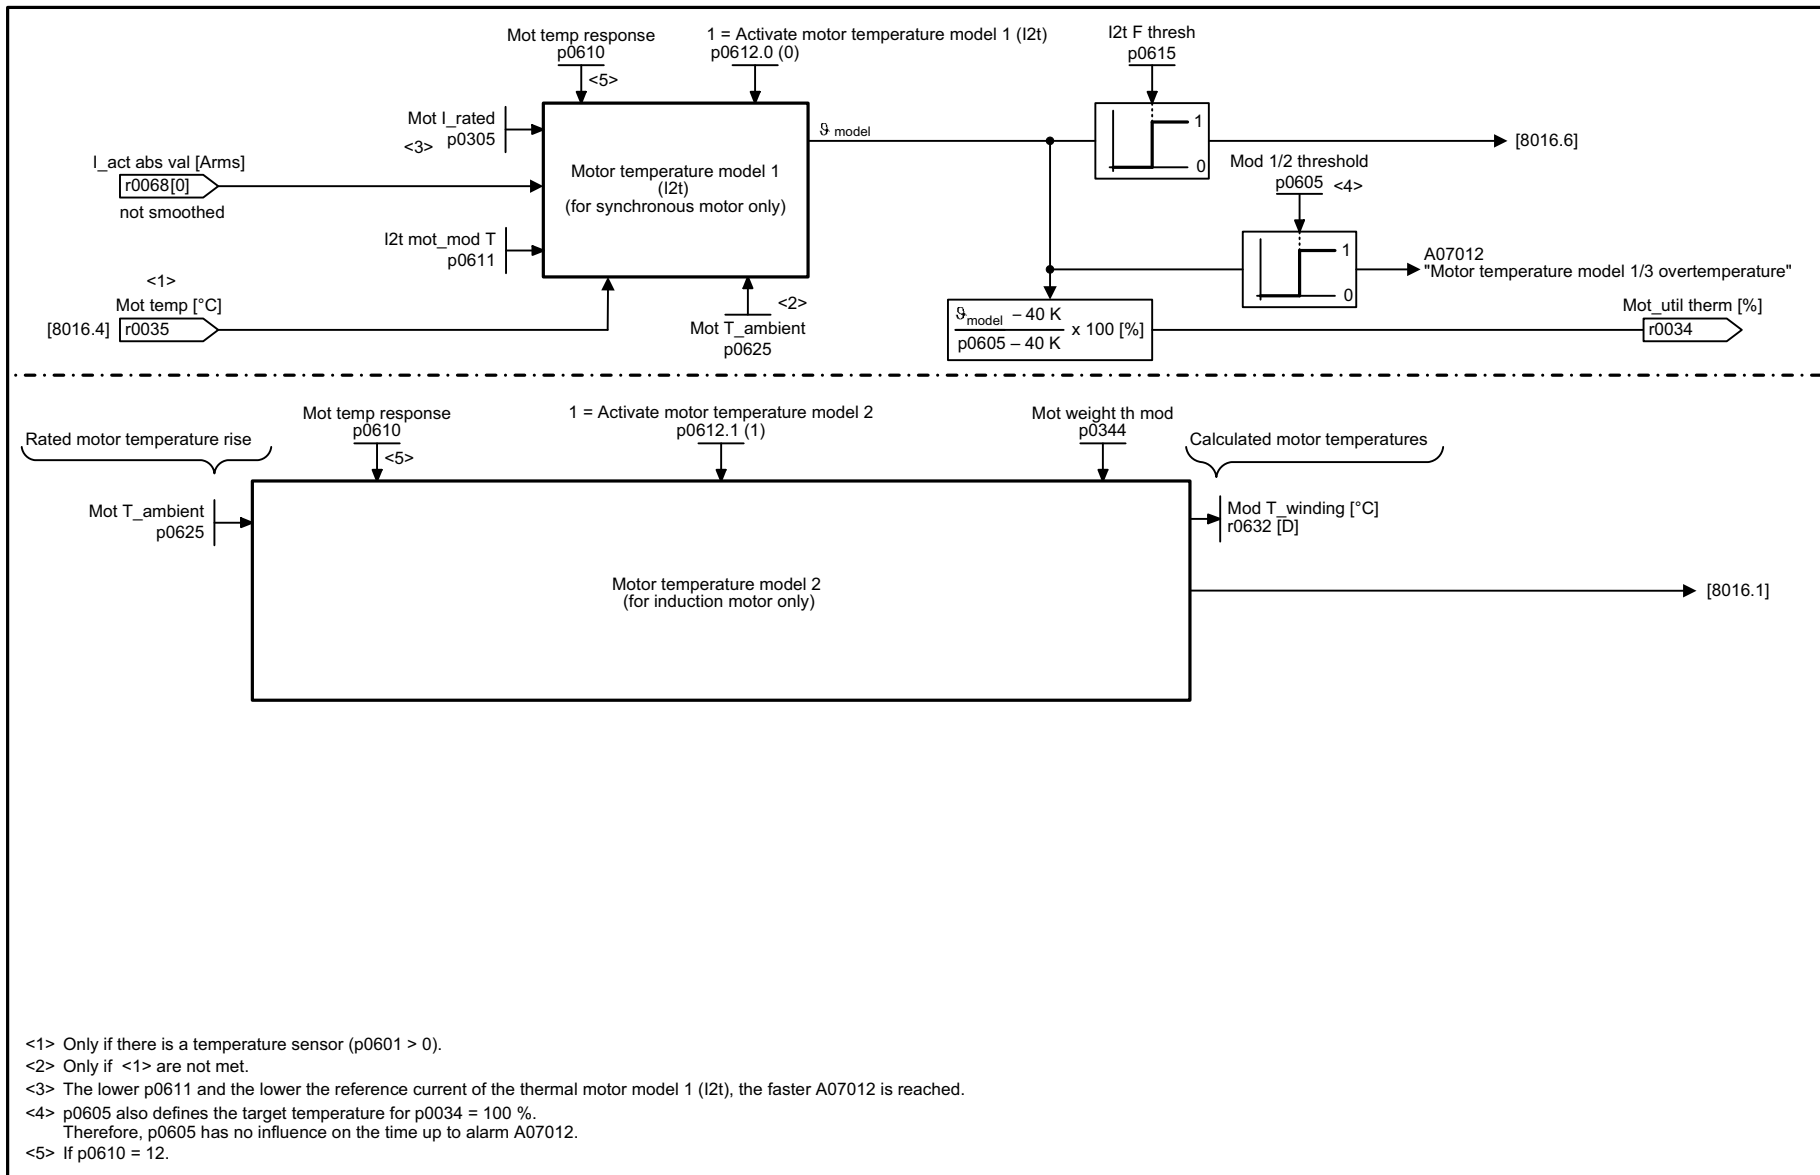 Mot temp response
p0610
<5>
1 = Activate motor temperature model 1 (I2t)
p0612.0 (0)
I2t F thresh
p0615
Mot I_rated
<3> p0305
I_act abs val [Arms]
r0068[0]
not smoothed
I2t mot_mod T
p0611
<1>
Mot temp [°C]
[8016.4] r0035
Motor temperature model 1
(I2t)
(for synchronous motor only)
<2>
Mot T_ambient
p0625
ϑ model
1
0
[8016.6]
Mod 1/2 threshold
p0605 <4>
1
0
A07012
"Motor temperature model 1/3 overtemperature"
ϑ model – 40 K
p0605 – 40 K
x 100 [%]
Mot_util therm [%]
r0034
Rated motor temperature rise
Mot temp response
p0610
<5>
1 = Activate motor temperature model 2
p0612.1 (1)
Mot weight th mod
p0344
Calculated motor temperatures
Mot T_ambient
p0625
Mod T_winding [°C]
r0632 [D]
Motor temperature model 2
(for induction motor only)
[8016.1]
<1> Only if there is a temperature sensor (p0601 > 0).
<2> Only if <1> are not met.
<3> The lower p0611 and the lower the reference current of the thermal motor model 1 (I2t), the faster A07012 is reached.
<4> p0605 also defines the target temperature for p0034 = 100 %.
Therefore, p0605 has no influence on the time up to alarm A07012.
<5> If p0610 = 12.